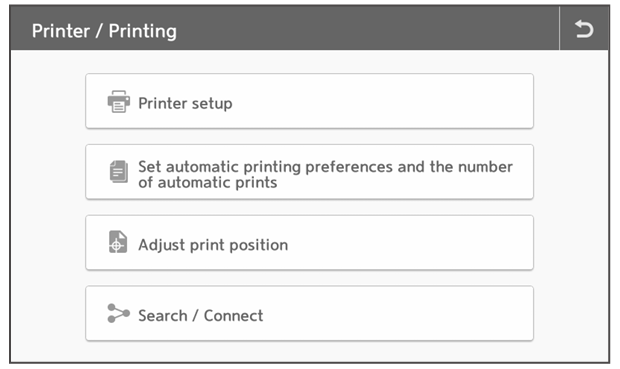 Printer / Printing
Printer setup
Set automatic printing preferences and the number
of automatic prints
Adjust print position
Search / Connect